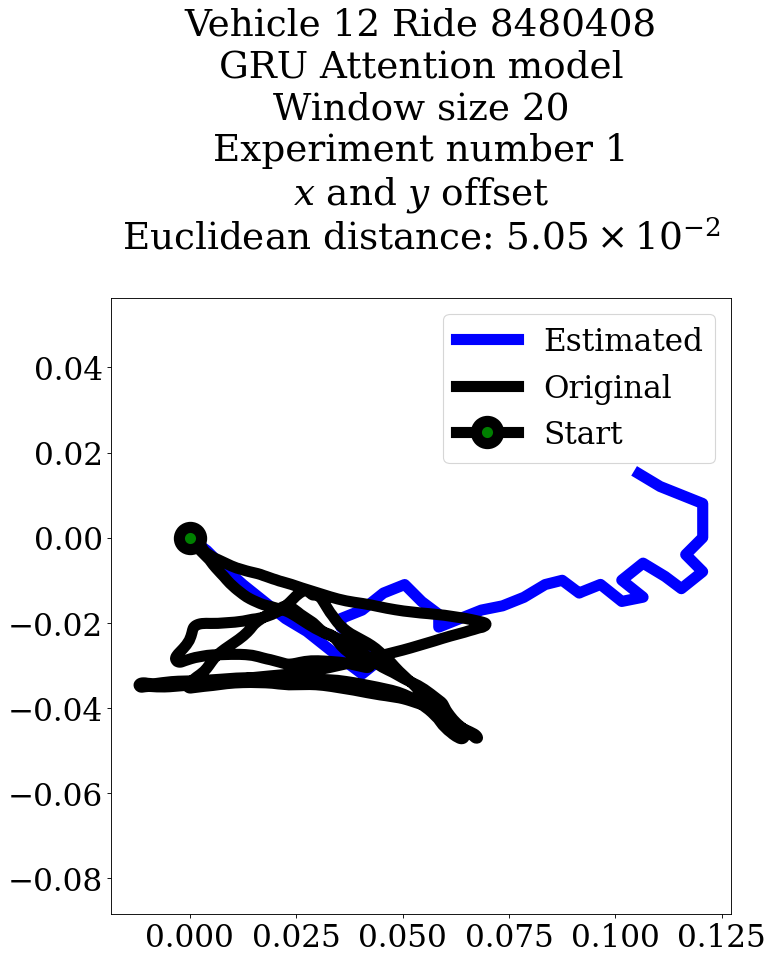 Vehicle 12 Ride 8480408
GRU Attention model
Window size 20
Experiment number 1
x and y offset
Euclidean distance: 5.05 × 10⁻²
Estimated
Original
Start
0.04
0.02
0.00
−0.02
−0.04
−0.06
−0.08
0.000 0.025 0.050 0.075 0.100 0.125